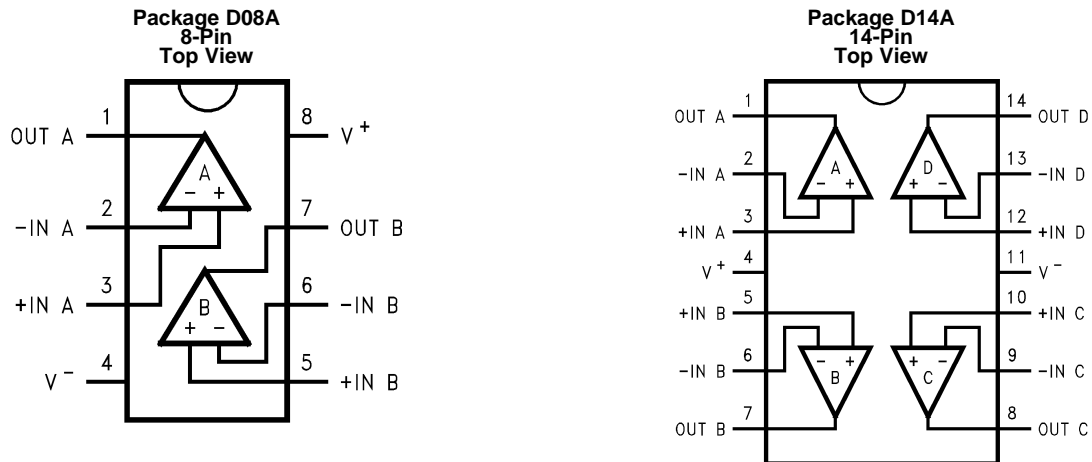 Package D08A
8-Pin
Top View
1
OUT A
8
V+
A
- +
2
-IN A
7
OUT B
3
+IN A
6
-IN B
B
+ -
4
V-
5
+IN B
Package D14A
14-Pin
Top View
1
OUT A
14
OUT D
2
-IN A
A
- +
D
+ -
13
-IN D
3
+IN A
12
+IN D
4
V+
11
V-
5
+IN B
10
+IN C
6
-IN B
- +
B
+ -
C
9
-IN C
7
OUT B
8
OUT C